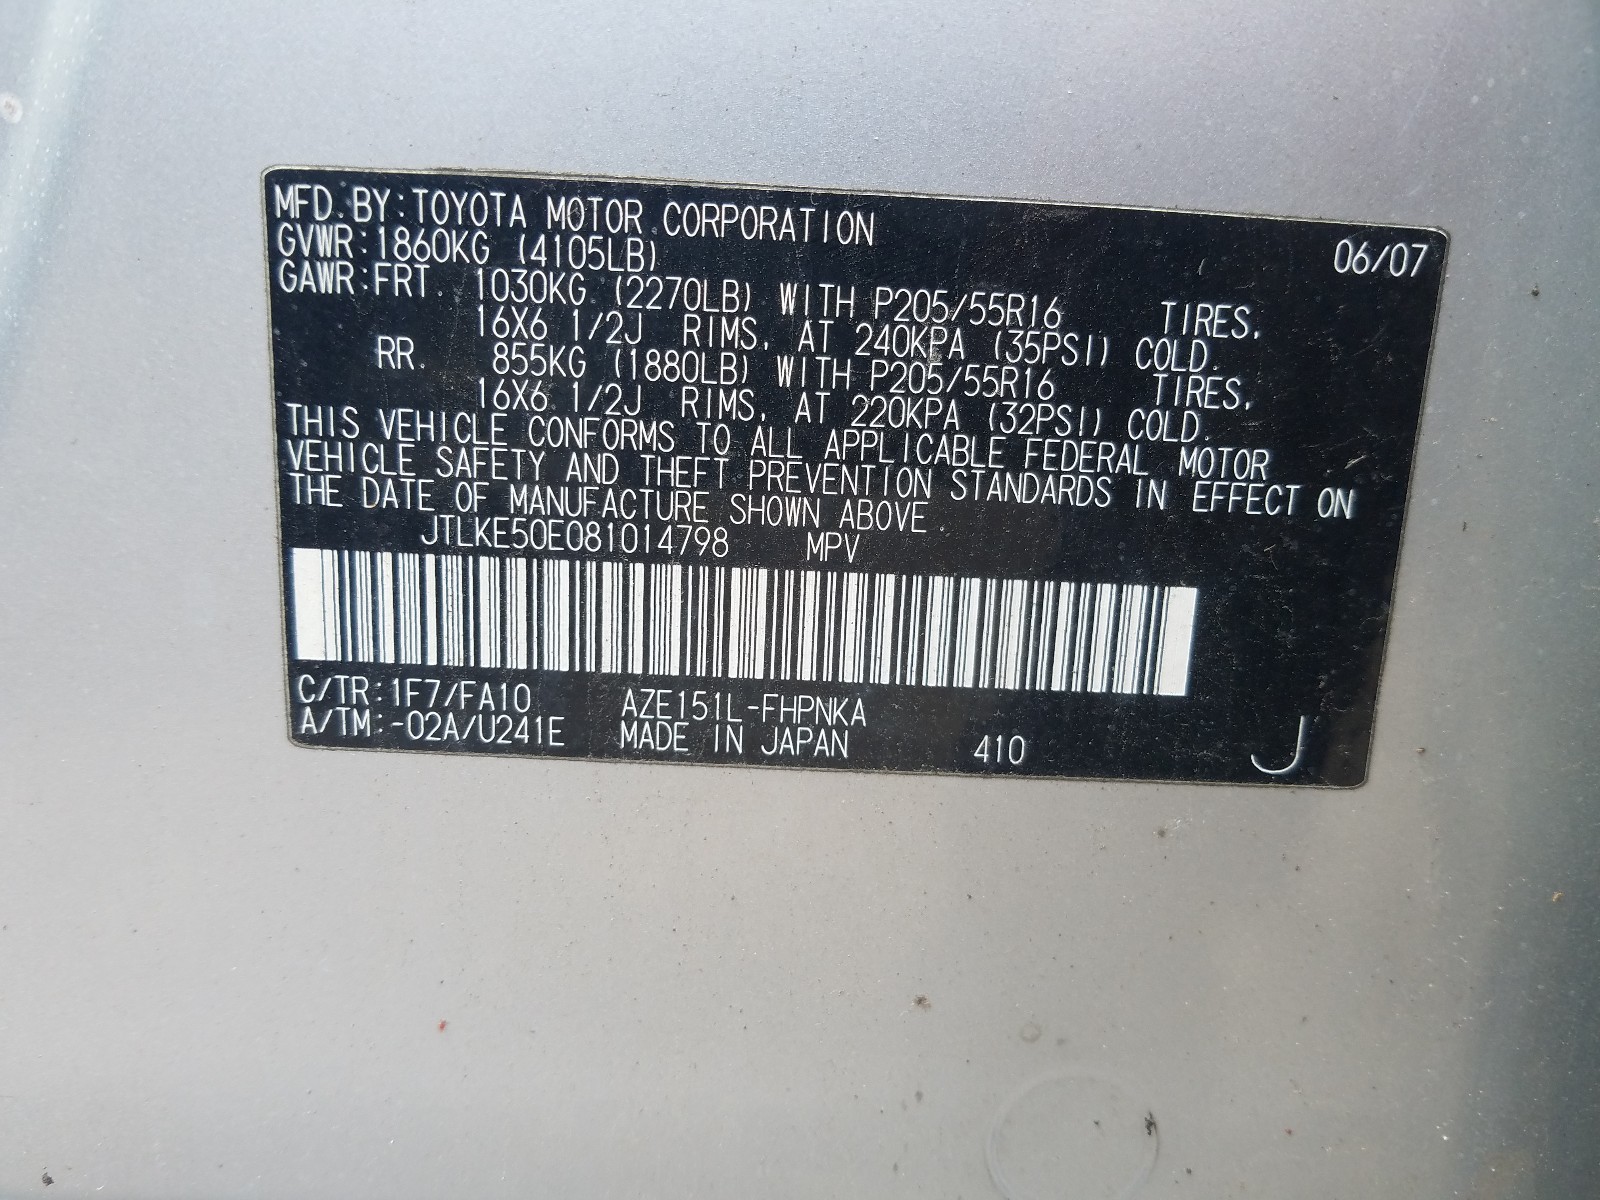 MFD. BY: TOYOTA MOTOR CORPORATION 06/07
GVWR: 1860KG (4105LB)
GAWR: FRT. 1030KG (2270LB) WITH P205/55R16 TIRES,
16X6 1/2J RIMS, AT 240KPA (35PSI) COLD.
RR. 855KG (1880LB) WITH P205/55R16 TIRES,
16X6 1/2J RIMS, AT 220KPA (32PSI) COLD.
THIS VEHICLE CONFORMS TO ALL APPLICABLE FEDERAL MOTOR
VEHICLE SAFETY AND THEFT PREVENTION STANDARDS IN EFFECT ON
THE DATE OF MANUFACTURE SHOWN ABOVE.
JTLKE50E081014798 MPV
C/TR: 1F7/FA10 AZE151L-FHPNKA
A/TM: -02A/U241E MADE IN JAPAN 410 J